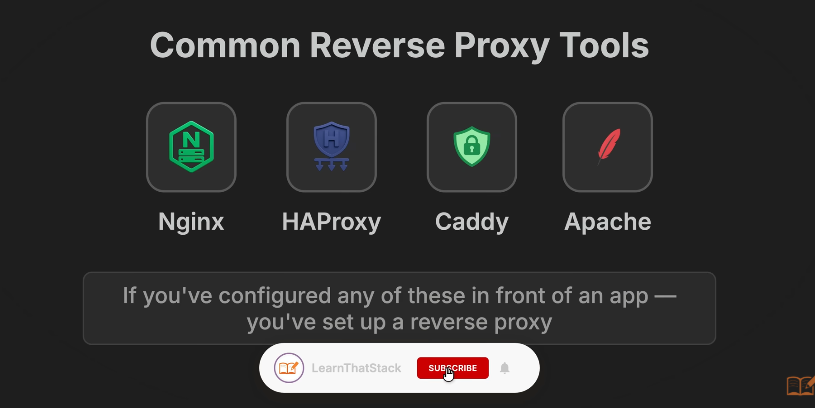 Common Reverse Proxy Tools
N
H
Nginx
HAProxy
Caddy
Apache
If you've configured any of these in front of an app —
you've set up a reverse proxy
LearnThatStack
SUBSCRIBE